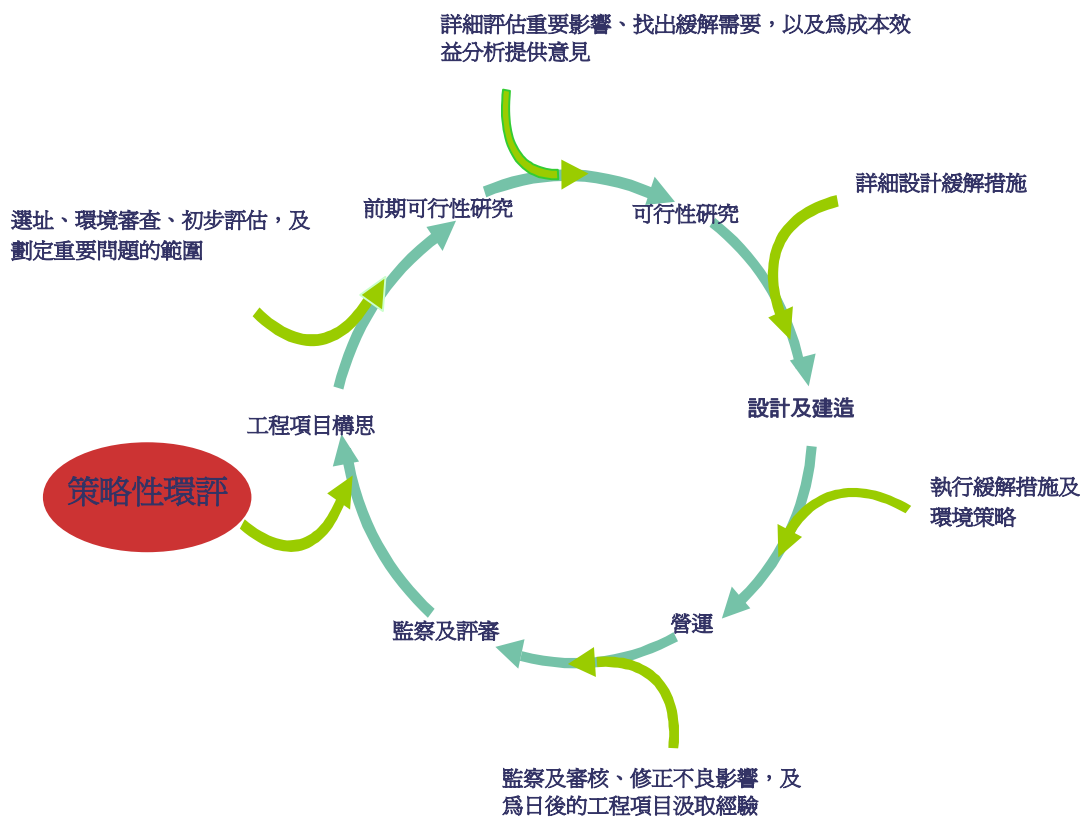 詳細評估重要影響、找出緩解需要，以及爲成本效
益分析提供意見
詳細設計緩解措施
選址、環境審查、初步評估，及
劃定重要問題的範圍
前期可行性研究
可行性研究
設計及建造
工程項目構思
策略性環評
執行緩解措施及
環境策略
營運
監察及評審
監察及審核、修正不良影響，及
爲日後的工程項目汲取經驗